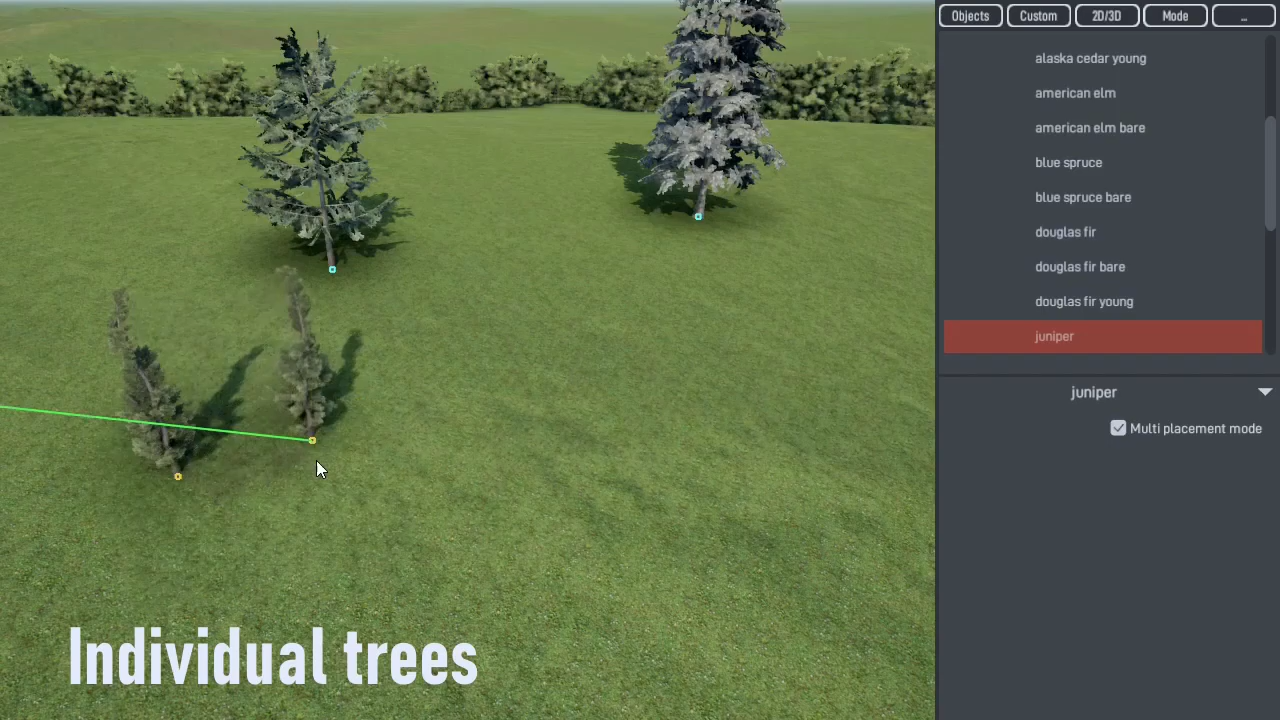 Objects Custom 2D/3D Mode ...
alaska cedar young
american elm
american elm bare
blue spruce
blue spruce bare
douglas fir
douglas fir bare
douglas fir young
juniper
juniper
Multi placement mode
Individual trees